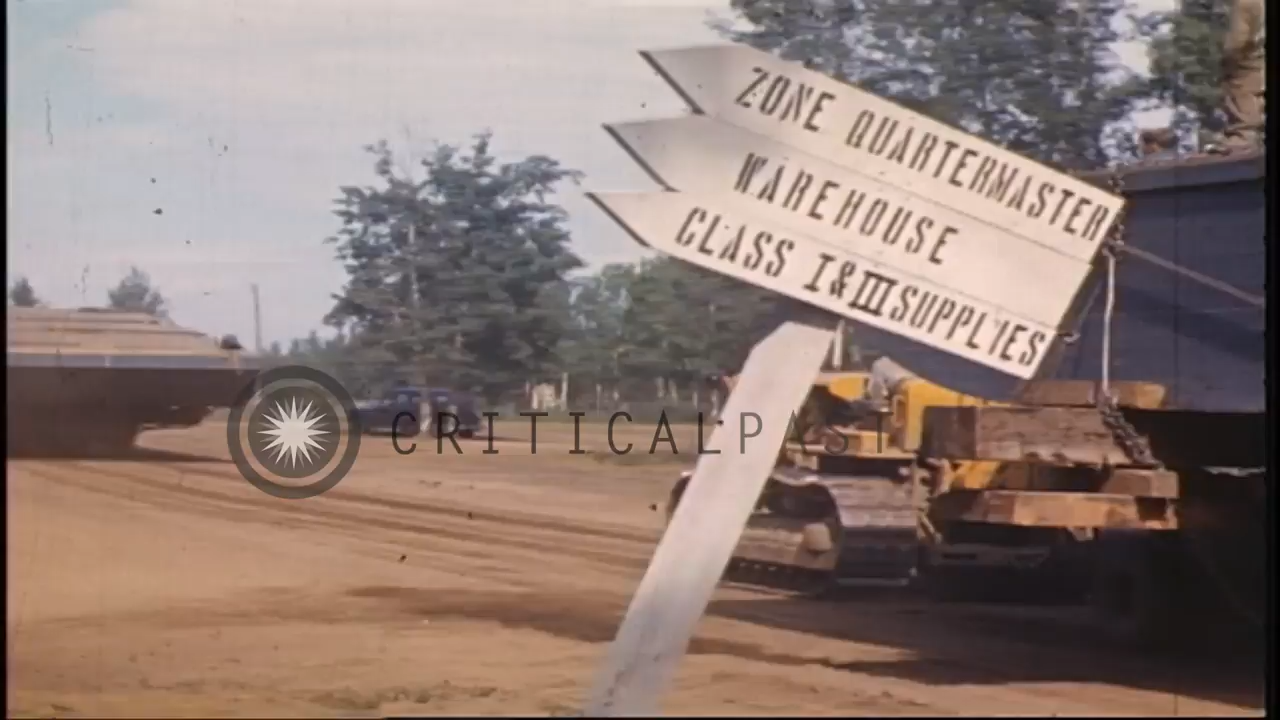 ZONE QUARTERMASTER
WAREHOUSE
CLASS I & III SUPPLIES
CRITICALPAST